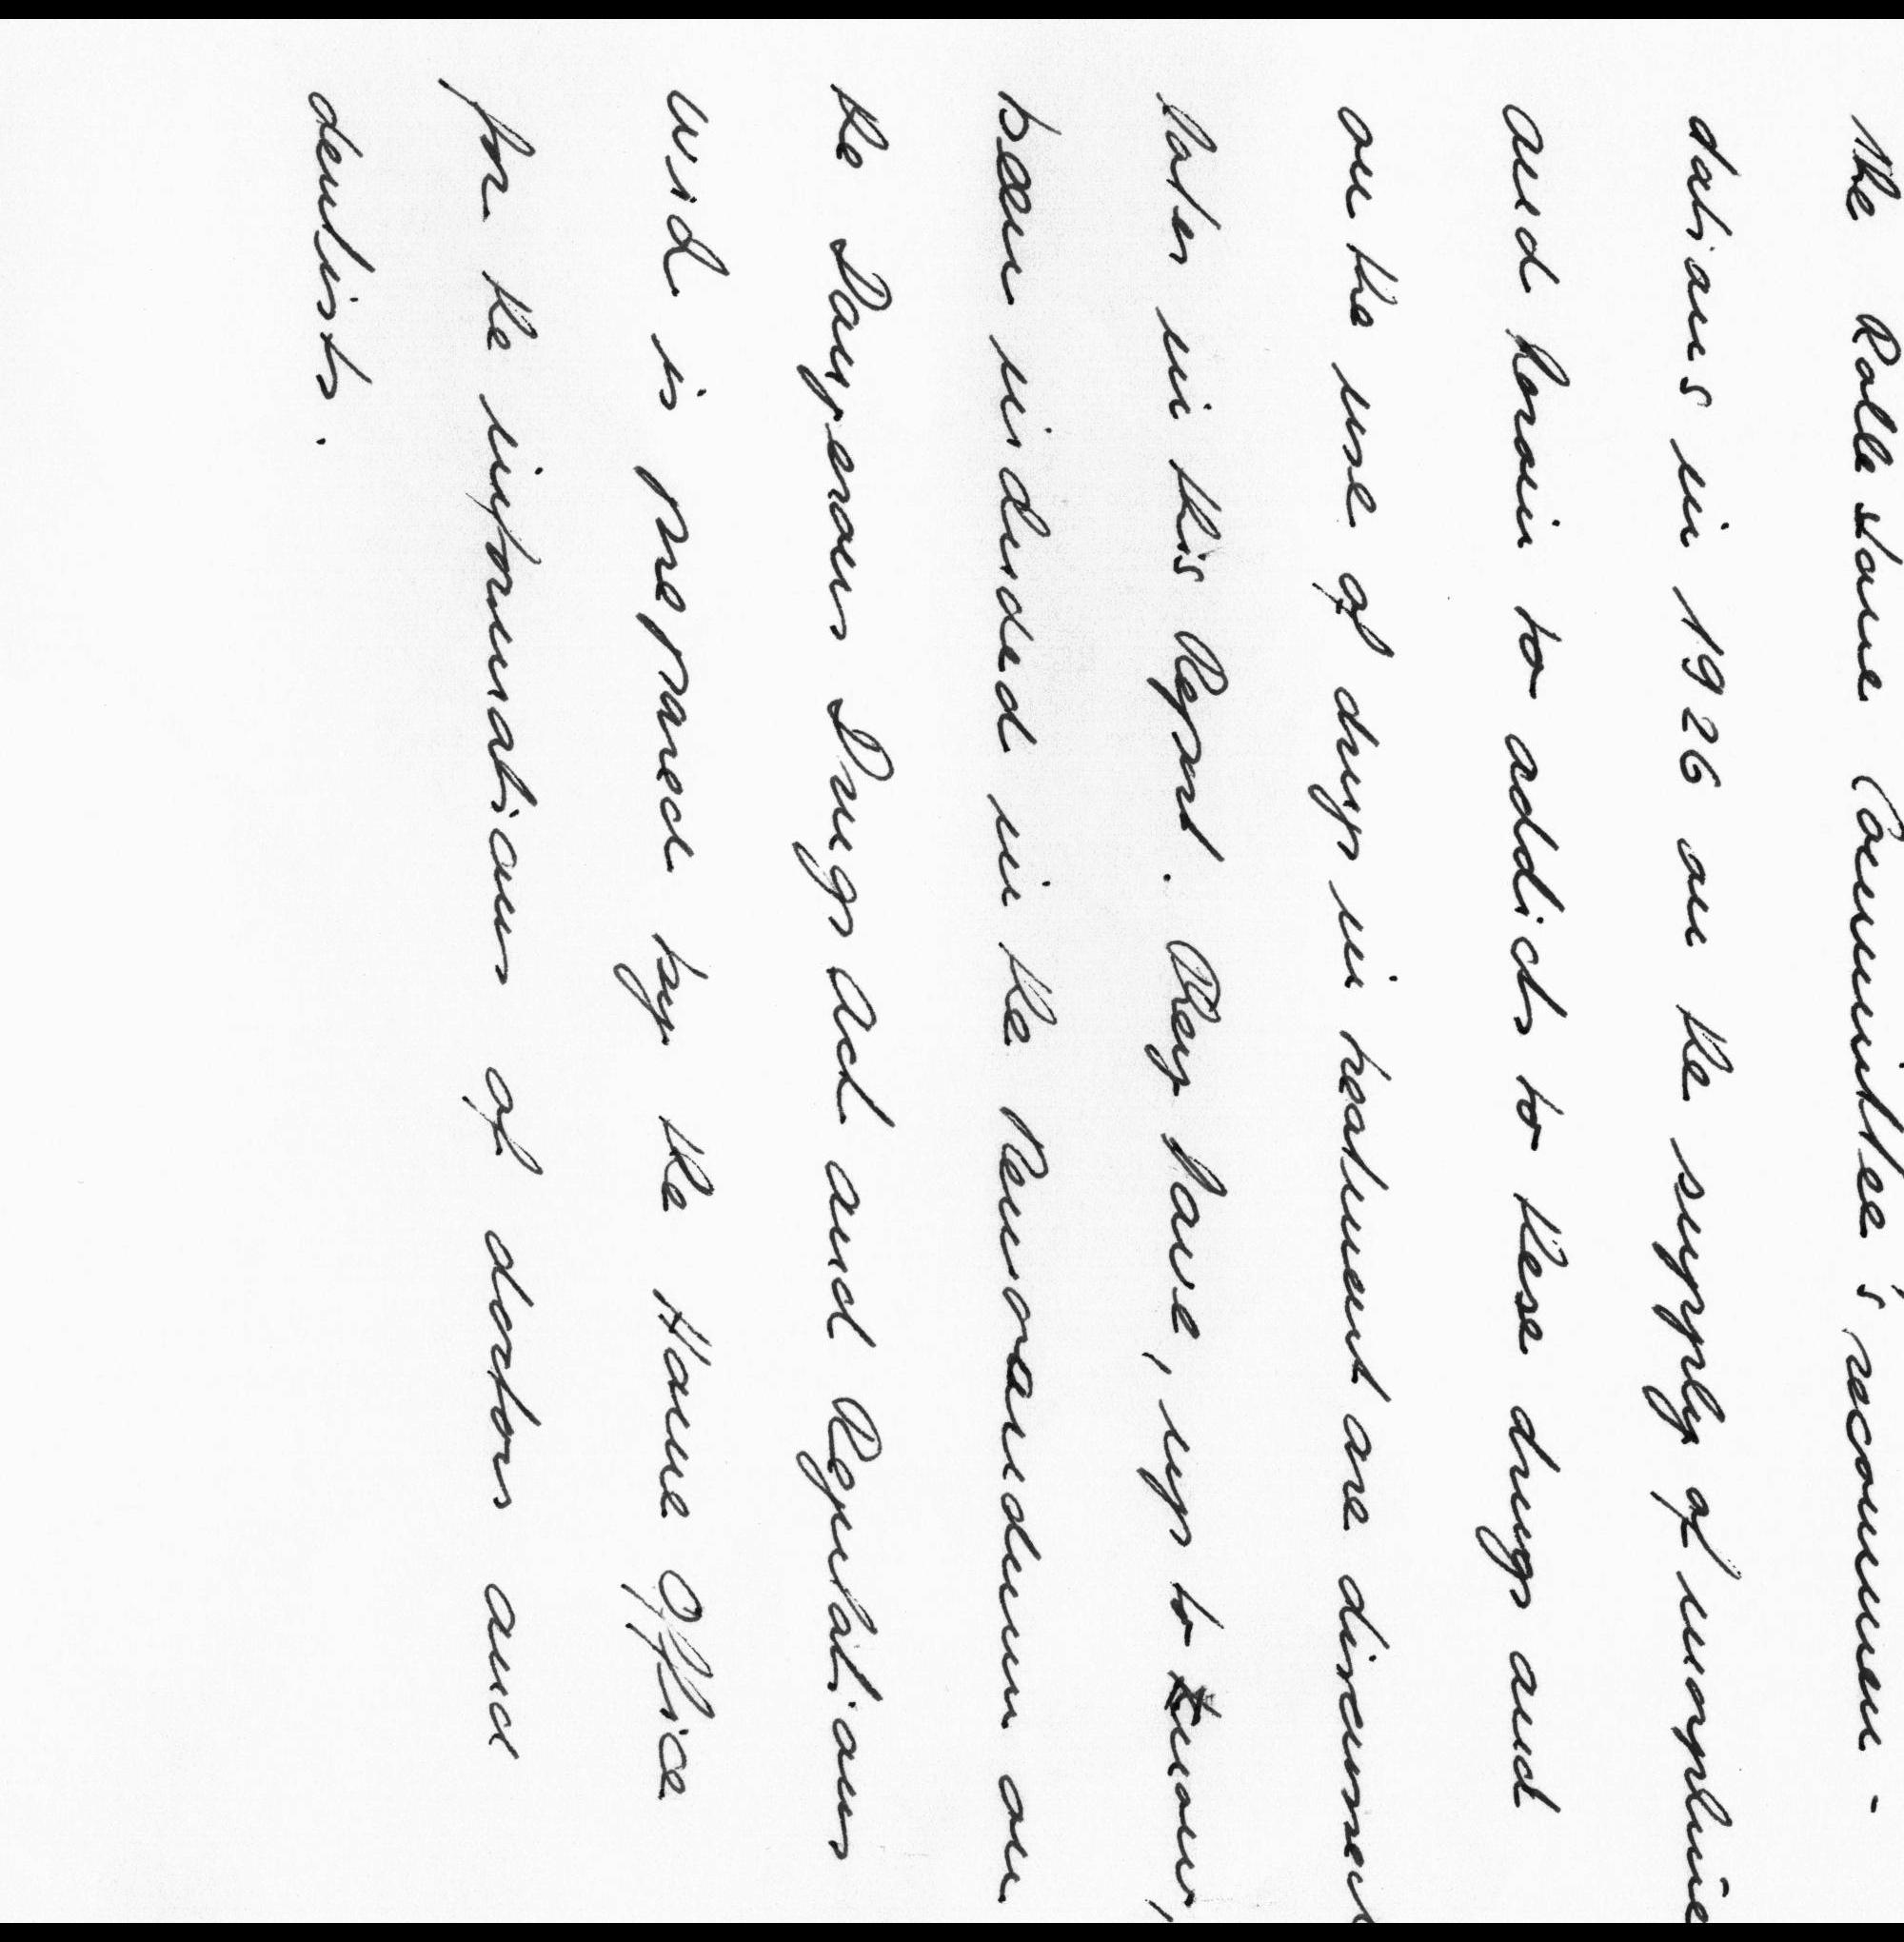 The Rolleston Committee's recommen-
dations in 1926 on the supply of morphine
and heroin to addicts to these drugs and
on the use of drugs in treatment are discussed
later in this Report. They have, up to now,
been included in the Memorandum on
the Dangerous Drugs Act and Regulations
wich is prepared by the Home Office
for the informations of doctors and
dentists.